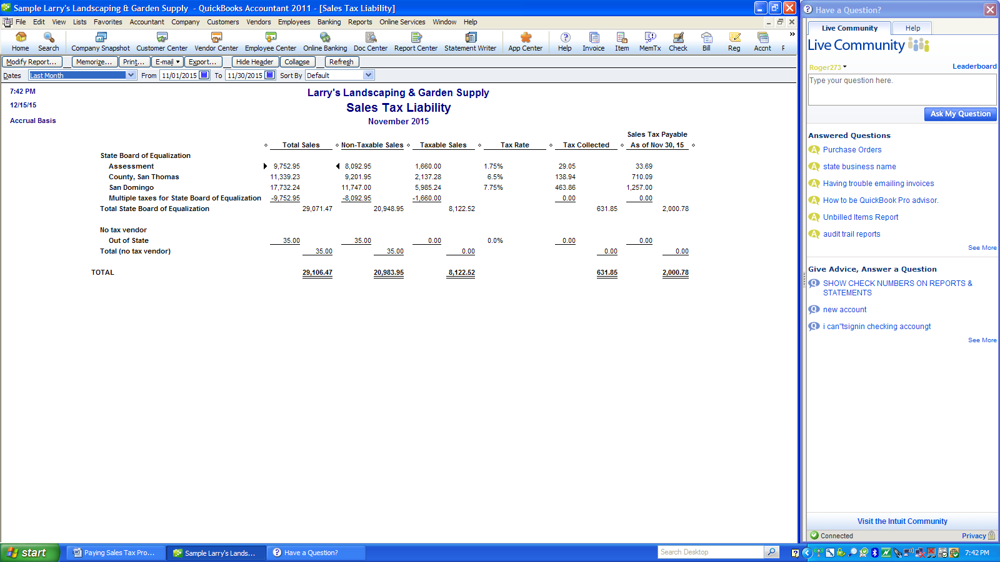 Sample Larry's Landscaping & Garden Supply - QuickBooks Accountant 2011 - [Sales Tax Liability]
File Edit View Lists Favorites Accountant Company Customers Vendors Employees Banking Reports Online Services Window Help
Home Search Company Snapshot Customer Center Vendor Center Employee Center Online Banking Doc Center Report Center Statement Writer App Center Help Invoice Item MemTx Check Bill Reg Accnt F
Modify Report... Memorize... Print... E-mail Export... Hide Header Collapse Refresh
Dates Last Month From 11/01/2015 To 11/30/2015 Sort By Default
7:42 PM
12/15/15
Accrual Basis
Larry's Landscaping & Garden Supply
Sales Tax Liability
November 2015
Sales Tax Payable
Total Sales Non-Taxable Sales Taxable Sales Tax Rate Tax Collected As of Nov 30, 15
State Board of Equalization
Assessment 9,752.95 8,092.95 1,660.00 1.75% 29.05 33.69
County, San Thomas 11,339.23 9,201.95 2,137.28 6.5% 138.94 710.09
San Domingo 17,732.24 11,747.00 5,985.24 7.75% 463.86 1,257.00
Multiple taxes for State Board of Equalization -9,752.95 -8,092.95 -1,660.00 0.00 0.00
Total State Board of Equalization 29,071.47 20,948.95 8,122.52 631.85 2,000.78
No tax vendor
Out of State 35.00 35.00 0.00 0.0% 0.00 0.00
Total (no tax vendor) 35.00 35.00 0.00 0.00 0.00
TOTAL 29,106.47 20,983.95 8,122.52 631.85 2,000.78
Have a Question?
Live Community Help
Live Community
Roger273 Leaderboard
Type your question here.
Ask My Question
Answered Questions
Purchase Orders
state business name
Having trouble emailing invoices
How to be QuickBook Pro advisor.
Unbilled Items Report
audit trail reports
See More
Give Advice, Answer a Question
SHOW CHECK NUMBERS ON REPORTS &
STATEMENTS
new account
i can"tsignin checking accoungt
See More
Visit the Intuit Community
Connected Privacy
start Paying Sales Tax Pro... Sample Larry's Lands... Have a Question? Search Desktop 7:42 PM